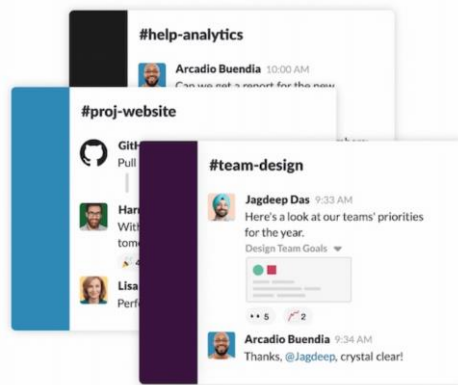 #help-analytics
Arcadio Buendia 10:00 AM
Can we get a report for the new
#proj-website
Pull
With
#team-design
Jagdeep Das 9:33 AM
Here's a look at our teams' priorities
for the year.
Design Team Goals
5
2
Arcadio Buendia 9:34 AM
Thanks, @Jagdeep, crystal clear!
Lisa